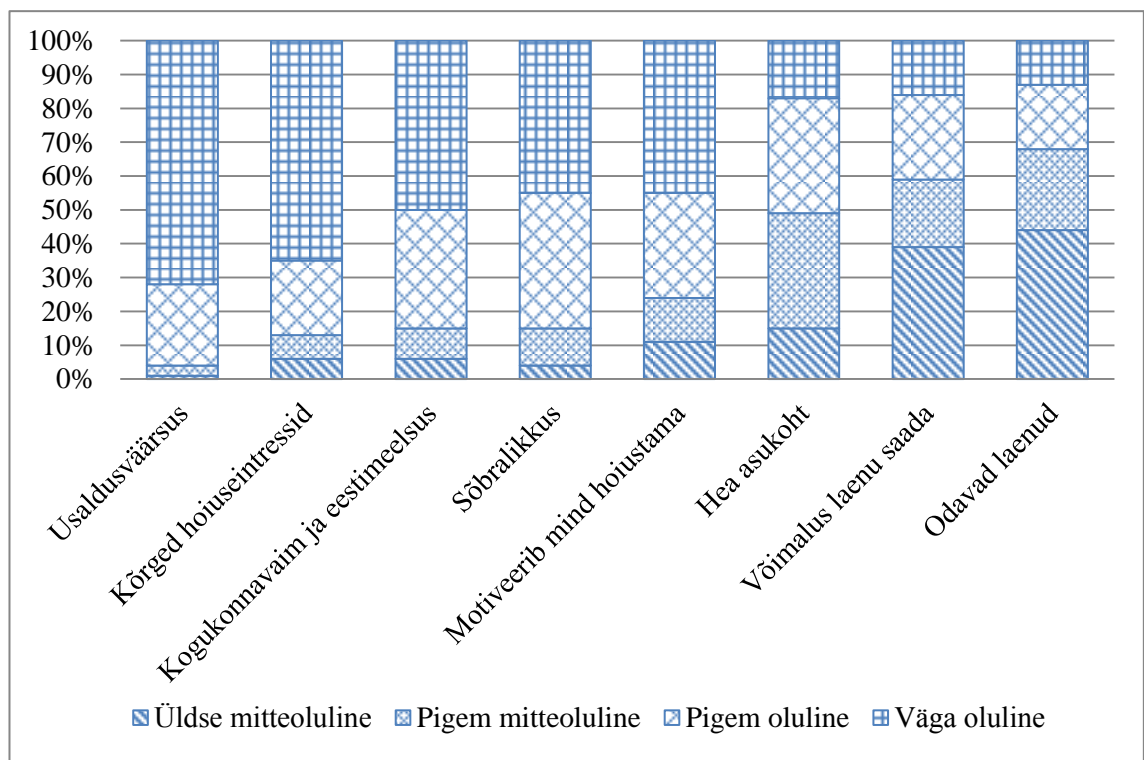 100%
90%
80%
70%
60%
50%
40%
30%
20%
10%
0%
Usaldusväärsus
Kõrged hoiuseintressid
Kogukonnavaim ja eestimeelsus
Sõbralikkus
Motiveerib mind hoiustama
Hea asukoht
Võimalus laenu saada
Odavad laenud
Üldse mitteoluline Pigem mitteoluline Pigem oluline Väga oluline